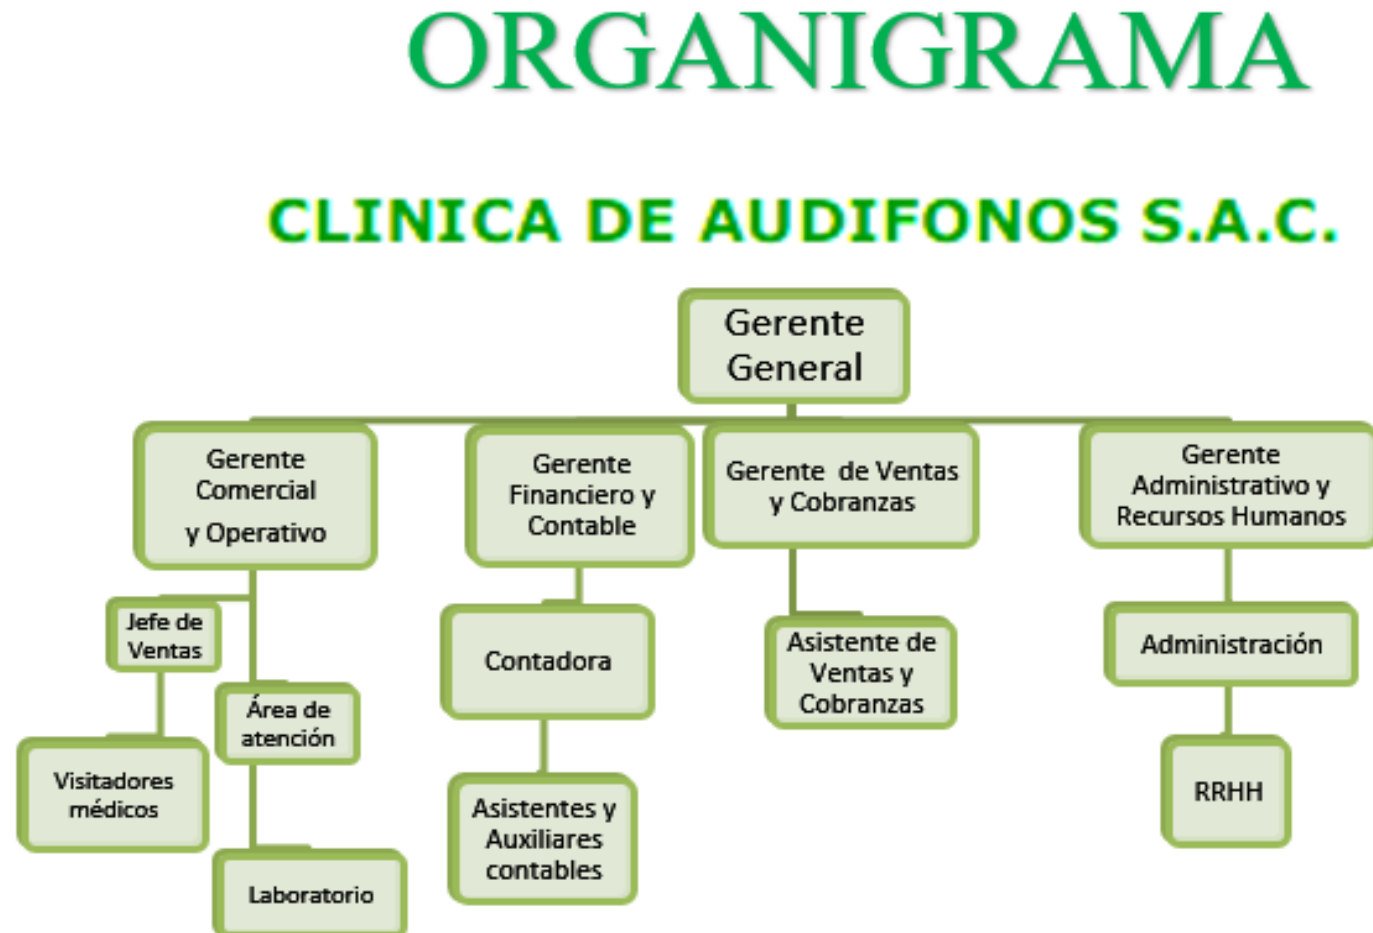 ORGANIGRAMA
CLINICA DE AUDIFONOS S.A.C.
Gerente
General
Gerente
Comercial
y Operativo
Gerente
Financiero y
Contable
Gerente de Ventas
y Cobranzas
Gerente
Administrativo y
Recursos Humanos
Jefe de
Ventas
Contadora
Asistente de
Ventas y
Cobranzas
Administración
Área de
atención
Visitadores
médicos
Asistentes y
Auxiliares
contables
RRHH
Laboratorio